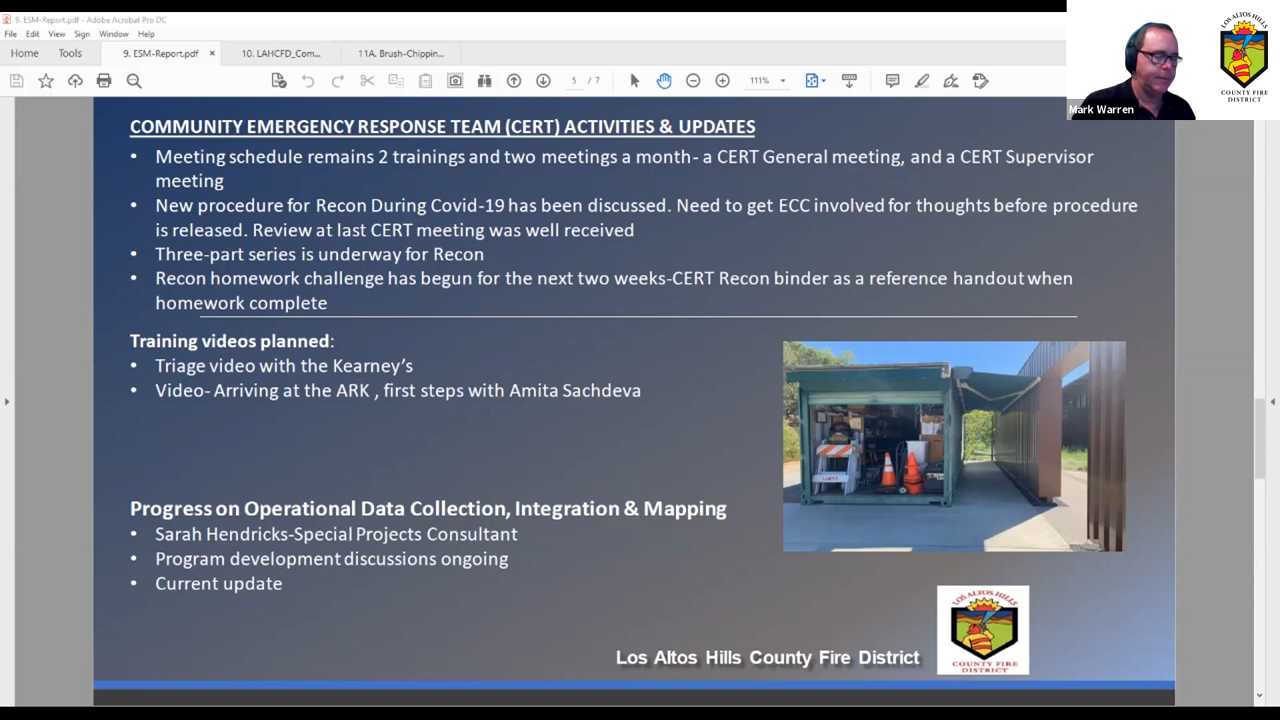 9. ESM-Report.pdf - Adobe Acrobat Pro DC
File Edit View Sign Window Help
Home Tools 9. ESM-Report.pdf × 10. LAHCFD_Com... 11A. Brush-Chippin...
5 / 7 111%
LOS ALTOS HILLS
COUNTY FIRE
DISTRICT
Mark Warren
COMMUNITY EMERGENCY RESPONSE TEAM (CERT) ACTIVITIES & UPDATES
• Meeting schedule remains 2 trainings and two meetings a month- a CERT General meeting, and a CERT Supervisor
meeting
• New procedure for Recon During Covid-19 has been discussed. Need to get ECC involved for thoughts before procedure
is released. Review at last CERT meeting was well received
• Three-part series is underway for Recon
• Recon homework challenge has begun for the next two weeks-CERT Recon binder as a reference handout when
homework complete
Training videos planned:
• Triage video with the Kearney's
• Video- Arriving at the ARK , first steps with Amita Sachdeva
Progress on Operational Data Collection, Integration & Mapping
• Sarah Hendricks-Special Projects Consultant
• Program development discussions ongoing
• Current update
Los Altos Hills County Fire District
LOS ALTOS HILLS
COUNTY FIRE
DISTRICT